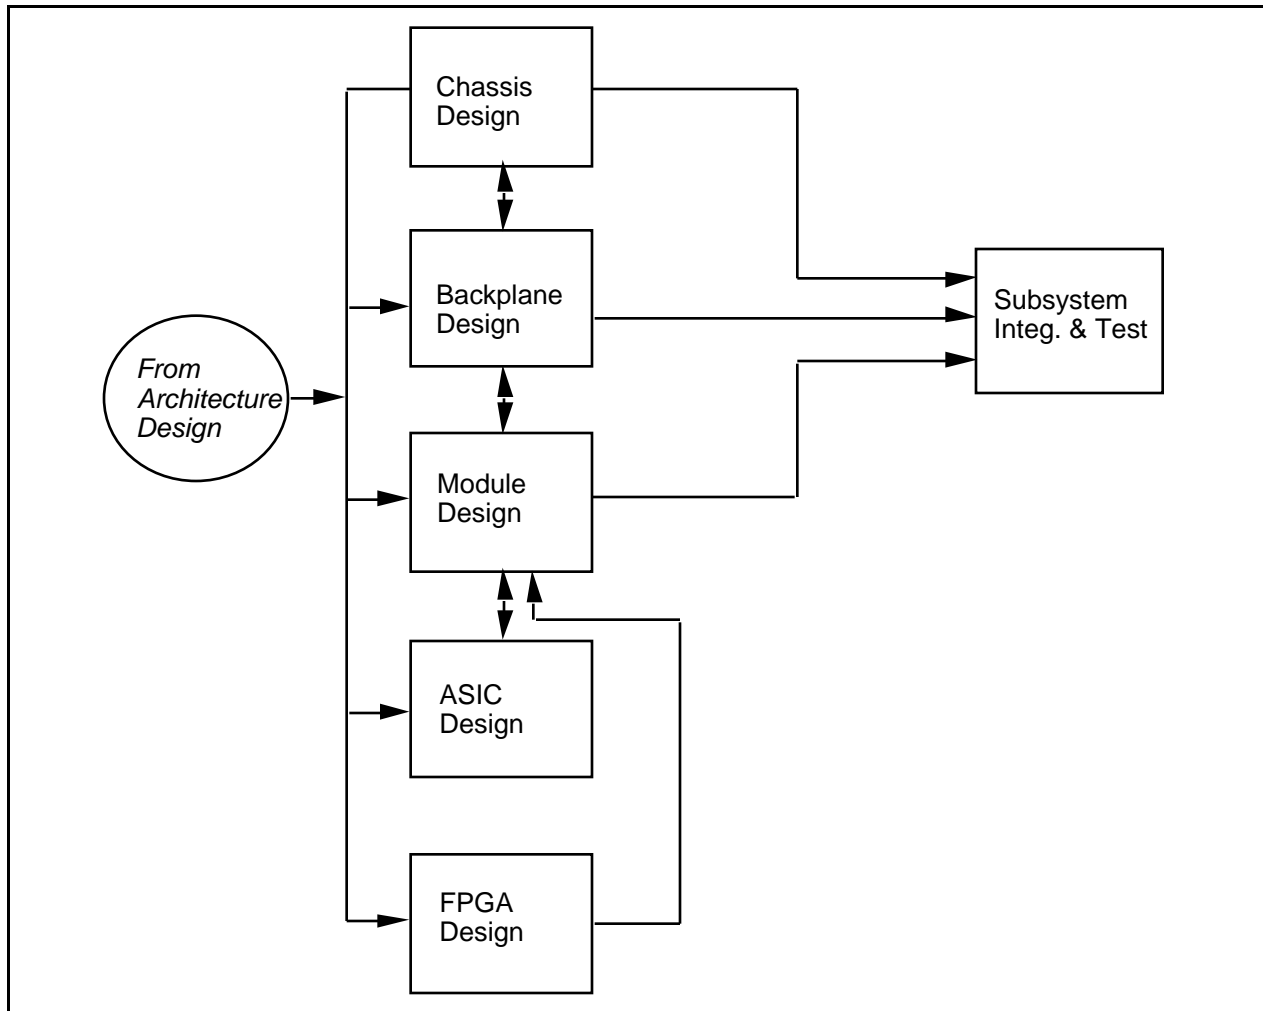 Chassis
Design
Backplane
Design
Subsystem
Integ. & Test
From
Architecture
Design
Module
Design
ASIC
Design
FPGA
Design